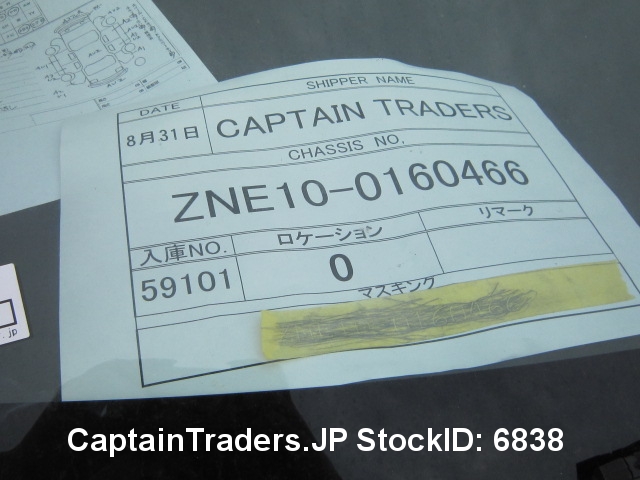 SHIPPER NAME
DATE
8月31日
CAPTAIN TRADERS
CHASSIS NO.
ZNE10-0160466
入庫NO.
ロケーション
リマーク
59101
0
マスキング
.jp
CaptainTraders.JP StockID: 6838